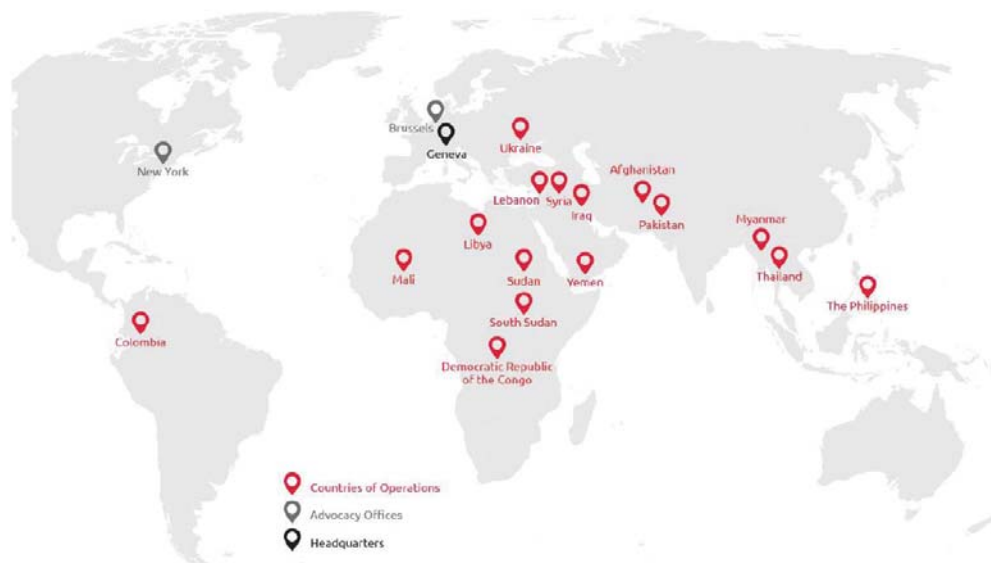 Brussels
Geneva
Ukraine
New York
Afghanistan
Lebanon
Syria
Iraq
Pakistan
Myanmar
Libya
Mali
Sudan
Yemen
Thailand
The Philippines
South Sudan
Colombia
Democratic Republic
of the Congo
Countries of Operations
Advocacy Offices
Headquarters